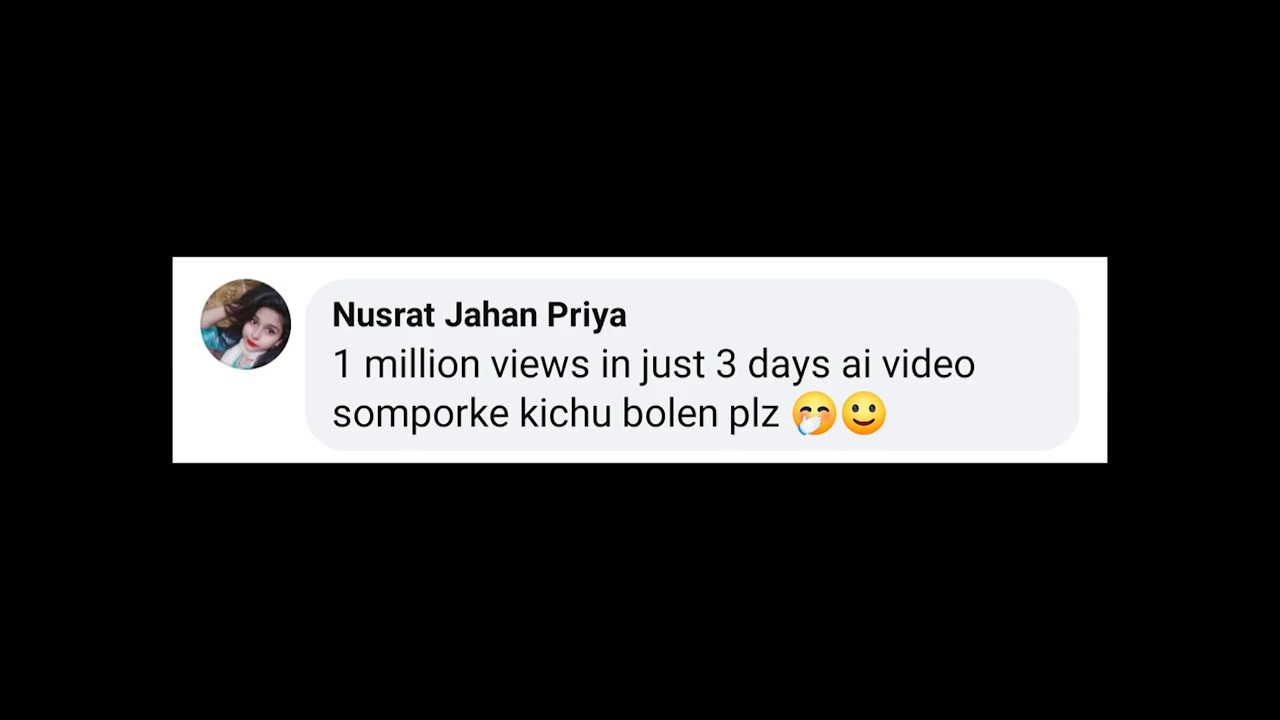 Nusrat Jahan Priya
1 million views in just 3 days ai video
somporke kichu bolen plz 🤭🙂